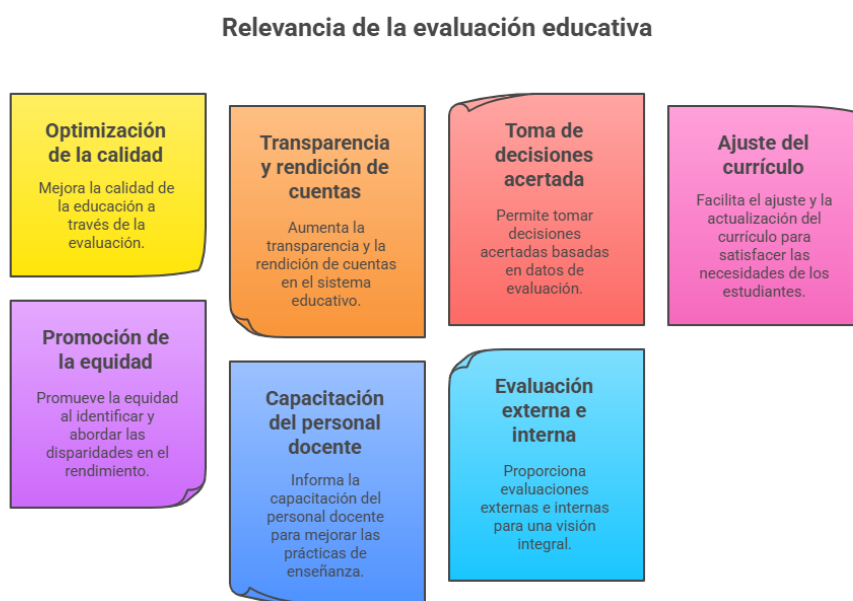 Relevancia de la evaluación educativa
Optimización
de la calidad
Mejora la calidad de
la educación a
través de la
evaluación.
Transparencia
y rendición de
cuentas
Aumenta la
transparencia y la
rendición de cuentas
en el sistema
educativo.
Toma de
decisiones
acertada
Permite tomar
decisiones
acertadas basadas
en datos de
evaluación.
Ajuste del
currículo
Facilita el ajuste y la
actualización del
currículo para
satisfacer las
necesidades de los
estudiantes.
Promoción de
la equidad
Promueve la equidad
al identificar y
abordar las
disparidades en el
rendimiento.
Capacitación
del personal
docente
Informa la
capacitación del
personal docente
para mejorar las
prácticas de
enseñanza.
Evaluación
externa e
interna
Proporciona
evaluaciones
externas e internas
para una visión
integral.